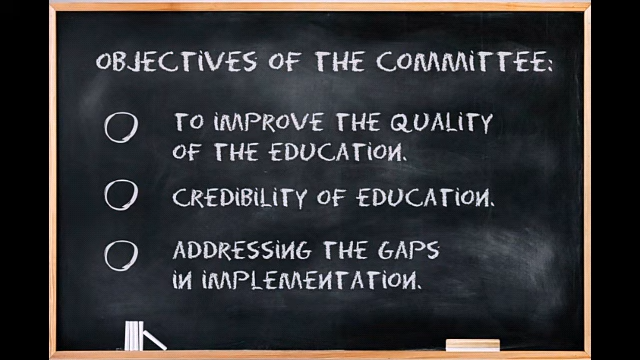 OBJECTIVES OF THE COMMITTEE:
TO IMPROVE THE QUALITY
OF THE EDUCATION.
CREDIBILITY OF EDUCATION.
ADDRESSING THE GAPS
IN IMPLEMENTATION.